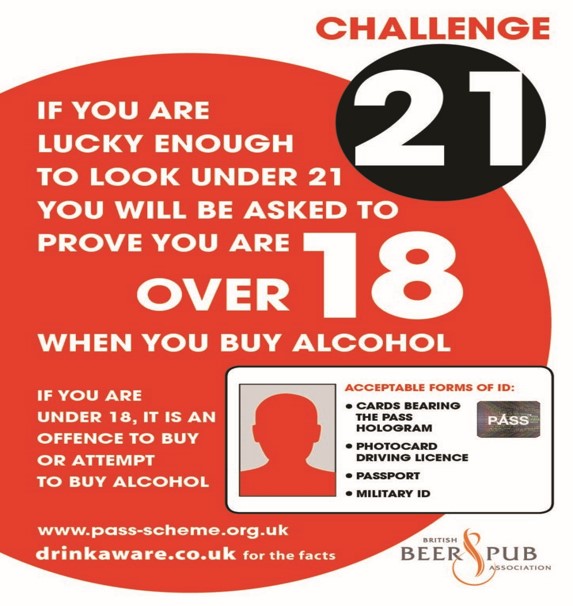 CHALLENGE
21
IF YOU ARE
LUCKY ENOUGH
TO LOOK UNDER 21
YOU WILL BE ASKED TO
PROVE YOU ARE
OVER 18
WHEN YOU BUY ALCOHOL
IF YOU ARE
UNDER 18, IT IS AN
OFFENCE TO BUY
OR ATTEMPT
TO BUY ALCOHOL
ACCEPTABLE FORMS OF ID:
• CARDS BEARING
THE PASS
HOLOGRAM
PASS
• PHOTOCARD
DRIVING LICENCE
• PASSPORT
• MILITARY ID
www.pass-scheme.org.uk
drinkaware.co.uk for the facts
BRITISH
BEER & PUB
ASSOCIATION